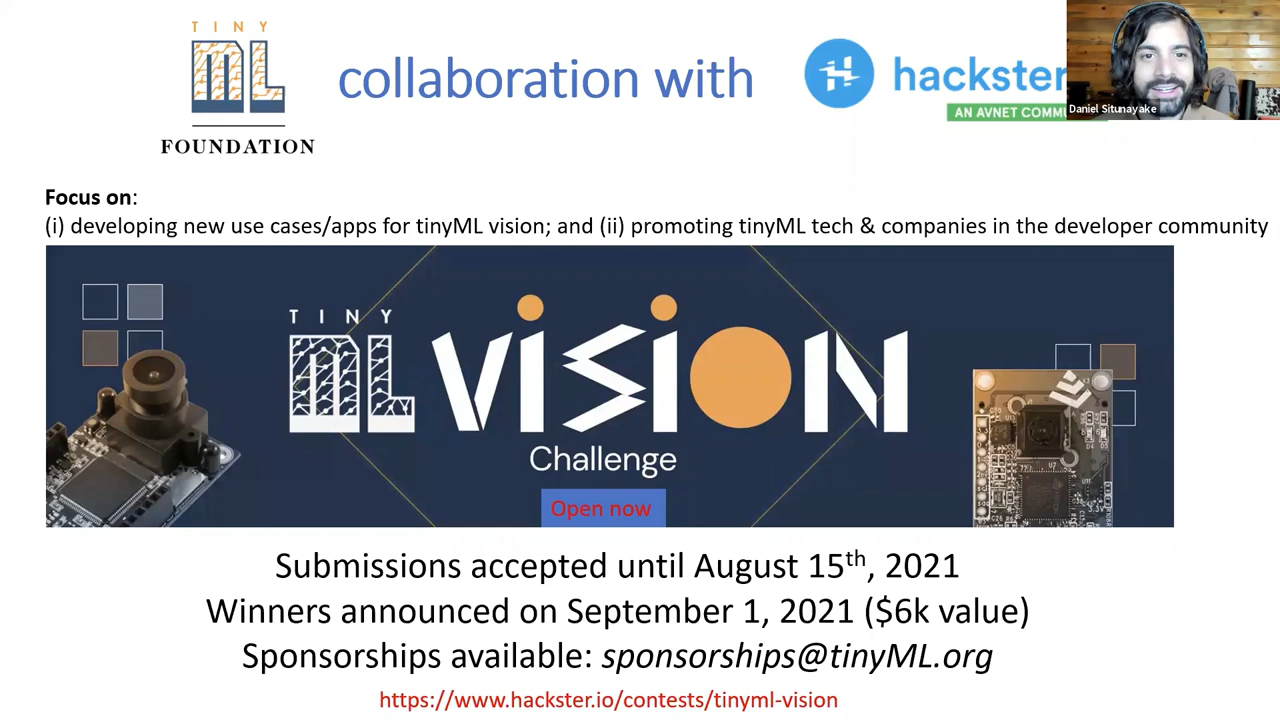 TINY
ML
FOUNDATION
collaboration with
hackster
AN AVNET COMMU
Daniel Situnayake
Focus on:
(i) developing new use cases/apps for tinyML vision; and (ii) promoting tinyML tech & companies in the developer community
TINY
ML VISION
Challenge
Open now
Submissions accepted until August 15th, 2021
Winners announced on September 1, 2021 ($6k value)
Sponsorships available: sponsorships@tinyML.org
https://www.hackster.io/contests/tinyml-vision